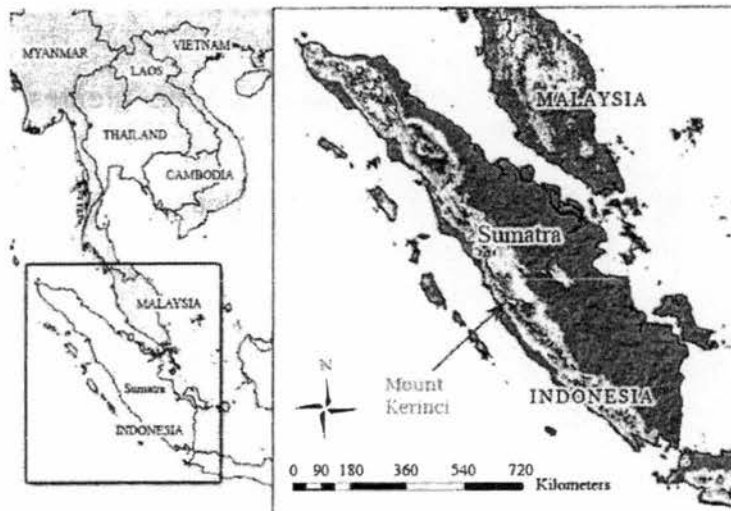 MYANMAR
VIETNAM
LAOS
THAILAND
CAMBODIA
MALAYSIA
Sumatra
INDONESIA
MALAYSIA
Sumatra
Mount
Kerinci
INDONESIA
N
0 90 180 360 540 720
Kilometers